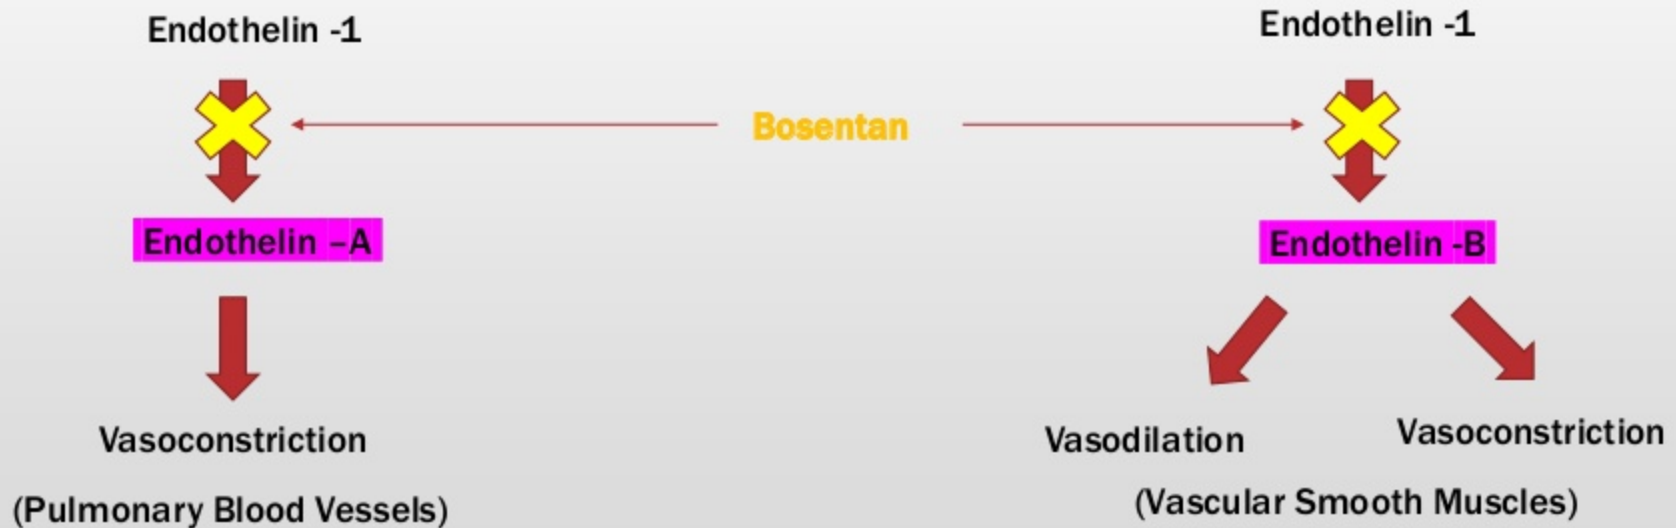 Endothelin -1
Endothelin -1
Bosentan
Endothelin –A
Endothelin -B
Vasoconstriction
Vasodilation
Vasoconstriction
(Pulmonary Blood Vessels)
(Vascular Smooth Muscles)